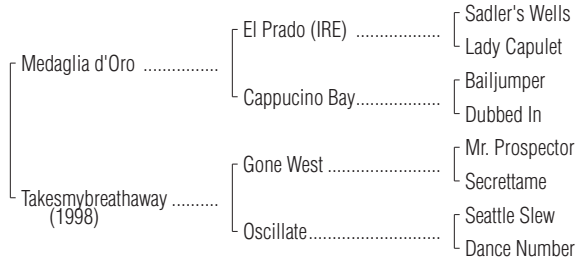 Sadler's Wells
El Prado (IRE) ..................
Lady Capulet
Medaglia d'Oro ................
Bailjumper
Cappucino Bay..................
Dubbed In
Mr. Prospector
Gone West ........................
Secrettame
Takesmybreathaway ..........
(1998)
Seattle Slew
Oscillate............................
Dance Number